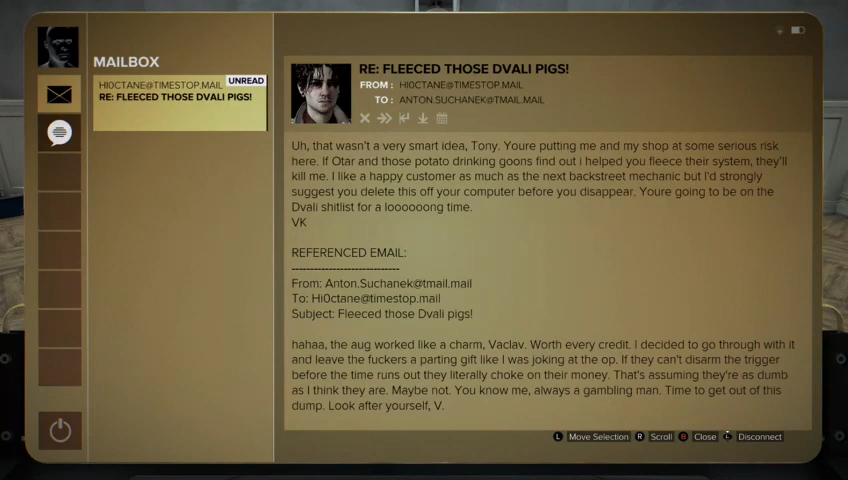 MAILBOX
HI0CTANE@TIMESTOP.MAIL UNREAD
RE: FLEECED THOSE DVALI PIGS!
RE: FLEECED THOSE DVALI PIGS!
FROM : HI0CTANE@TIMESTOP.MAIL
TO : ANTON.SUCHANEK@TMAIL.MAIL
Uh, that wasn't a very smart idea, Tony. Youre putting me and my shop at some serious risk
here. If Otar and those potato drinking goons find out i helped you fleece their system, they'll
kill me. I like a happy customer as much as the next backstreet mechanic but I'd strongly
suggest you delete this off your computer before you disappear. Youre going to be on the
Dvali shitlist for a loooooong time.
VK
REFERENCED EMAIL:
-----------------------------
From: Anton.Suchanek@tmail.mail
To: Hi0ctane@timestop.mail
Subject: Fleeced those Dvali pigs!
hahaa, the aug worked like a charm, Vaclav. Worth every credit. I decided to go through with it
and leave the fuckers a parting gift like I was joking at the op. If they can't disarm the trigger
before the time runs out they literally choke on their money. That's assuming they're as dumb
as I think they are. Maybe not. You know me, always a gambling man. Time to get out of this
dump. Look after yourself, V.
L Move Selection R Scroll B Close L Disconnect